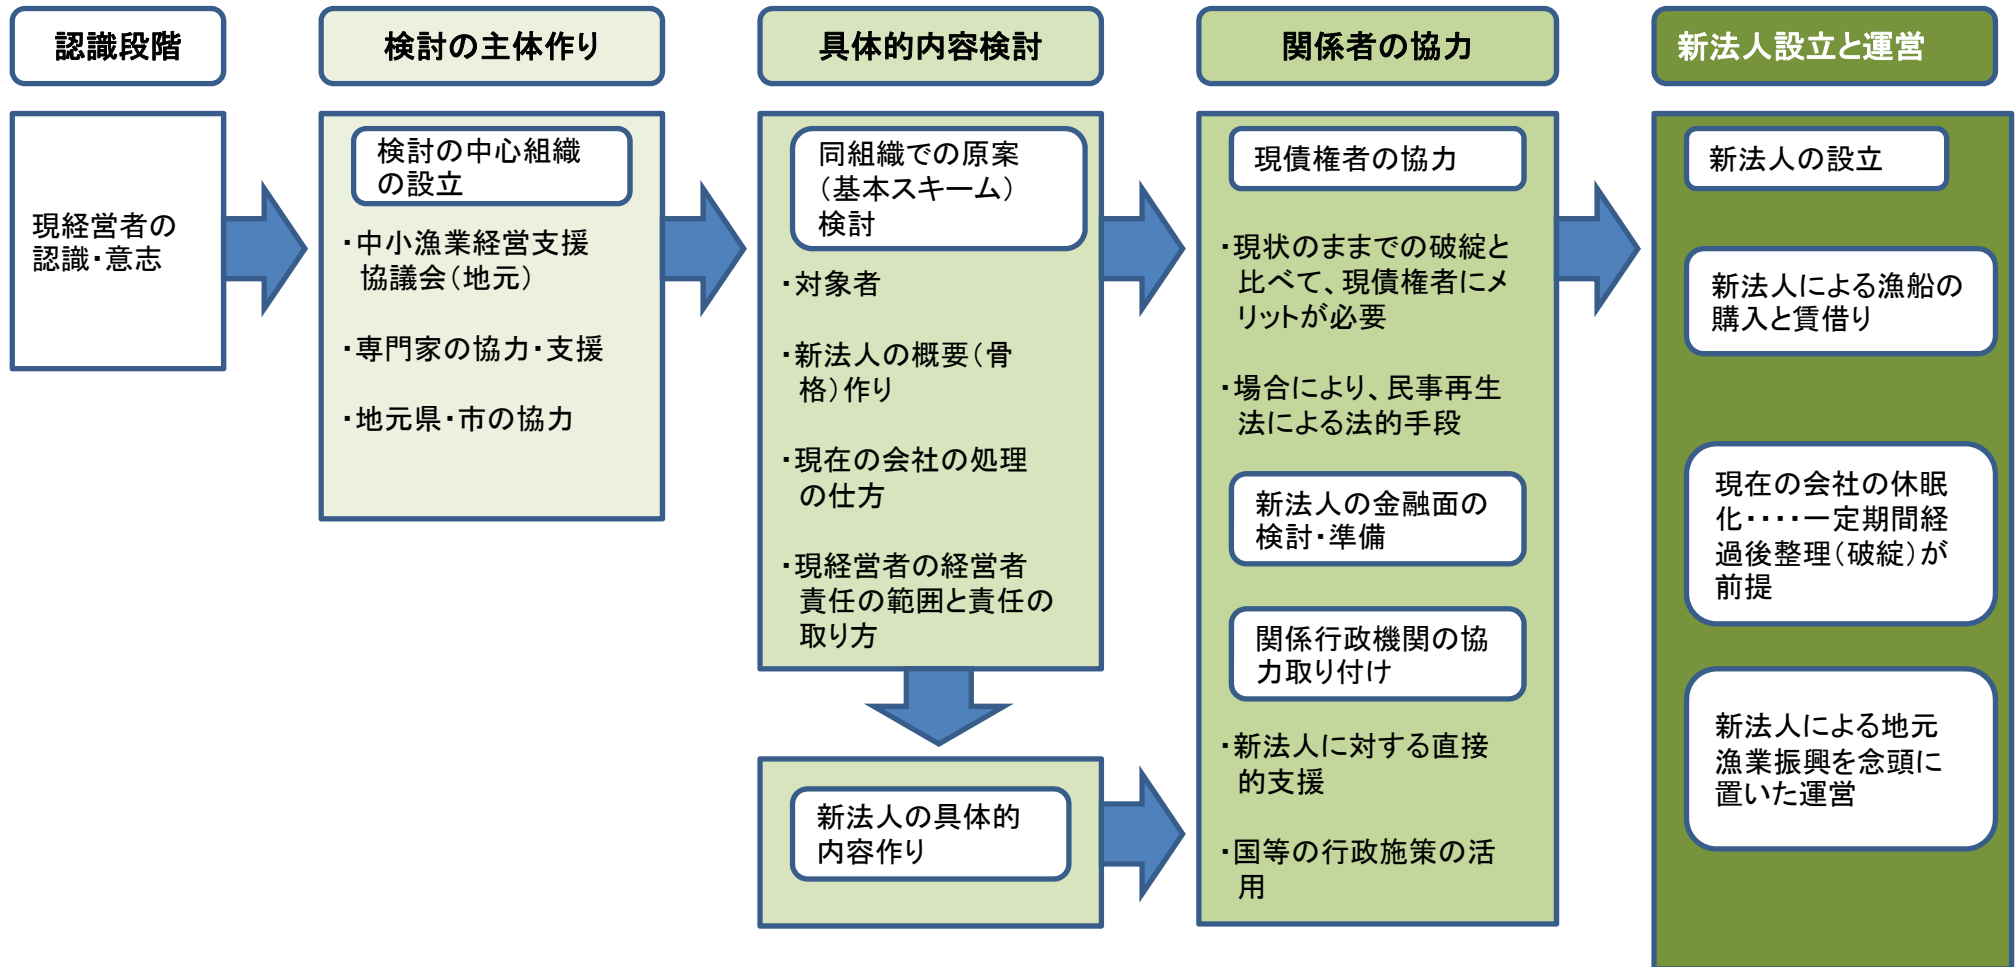 認識段階
検討の主体作り
具体的内容検討
関係者の協力
新法人設立と運営
現経営者の
認識・意志
検討の中心組織
の設立
・中小漁業経営支援
協議会(地元)
・専門家の協力・支援
・地元県・市の協力
同組織での原案
(基本スキーム)
検討
・対象者
・新法人の概要(骨
格)作り
・現在の会社の処理
の仕方
・現経営者の経営者
責任の範囲と責任の
取り方
新法人の具体的
内容作り
現債権者の協力
・現状のままでの破綻と
比べて、現債権者にメ
リットが必要
・場合により、民事再生
法による法的手段
新法人の金融面の
検討・準備
関係行政機関の協
力取り付け
・新法人に対する直接
的支援
・国等の行政施策の活
用
新法人の設立
新法人による漁船の
購入と賃借り
現在の会社の休眠
化・・・・一定期間経
過後整理(破綻)が
前提
新法人による地元
漁業振興を念頭に
置いた運営